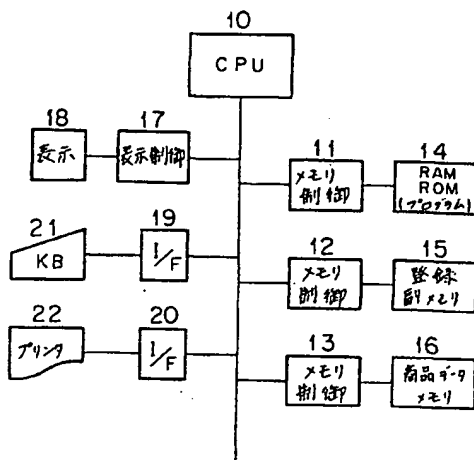 10
CPU
18
表示
17
表示制御
11
メモリ
制御
14
RAM
ROM
(プログラム)
21
KB
19
I/F
12
メモリ
制御
15
登録
副メモリ
22
プリンタ
20
I/F
13
メモリ
制御
16
商品データ
メモリ